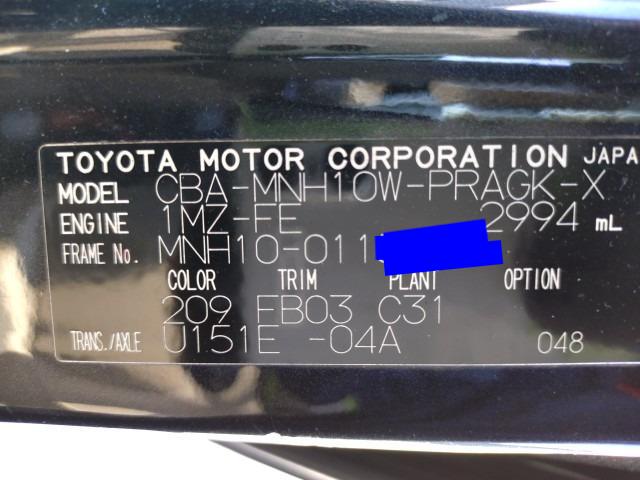 TOYOTA MOTOR CORPORATION JAPA
MODEL CBA-MNH10W-PRAGK-X
ENGINE 1MZ-FE 2994 mL
FRAME No. MNH10-011
COLOR TRIM PLANT OPTION
209 FB03 C31
TRANS./AXLE U151E -04A 048